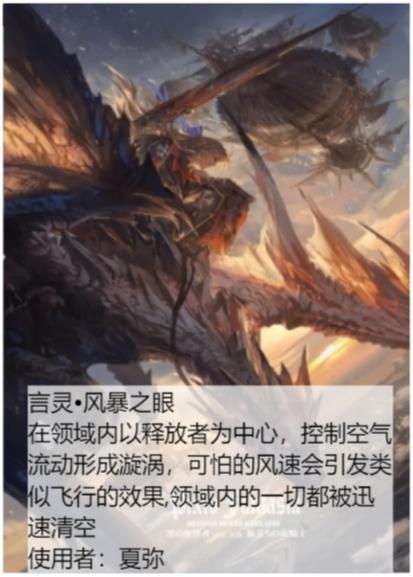 言灵•风暴之眼
在领域内以释放者为中心，控制空气
流动形成漩涡，可怕的风速会引发类
似飞行的效果,领域内的一切都被迅
速清空
使用者：夏弥